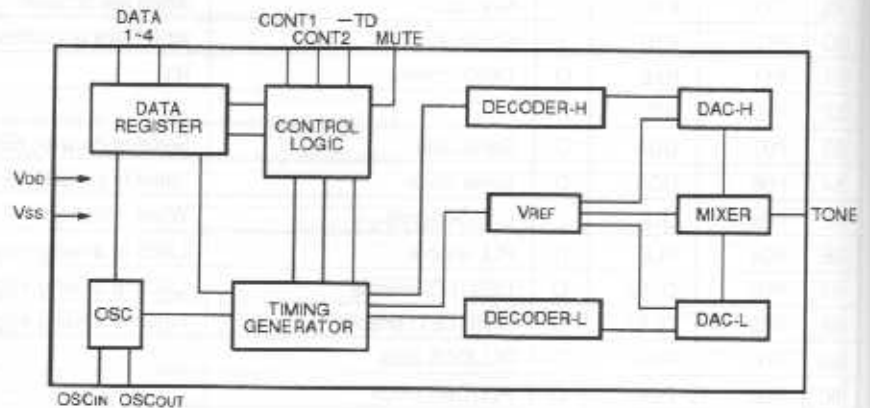 DATA
1~4
CONT1 —TD
CONT2 MUTE
DATA
REGISTER
CONTROL
LOGIC
DECODER-H
DAC-H
VDD
VSS
VREF
MIXER
TONE
OSC
TIMING
GENERATOR
DECODER-L
DAC-L
OSCIN OSCOUT